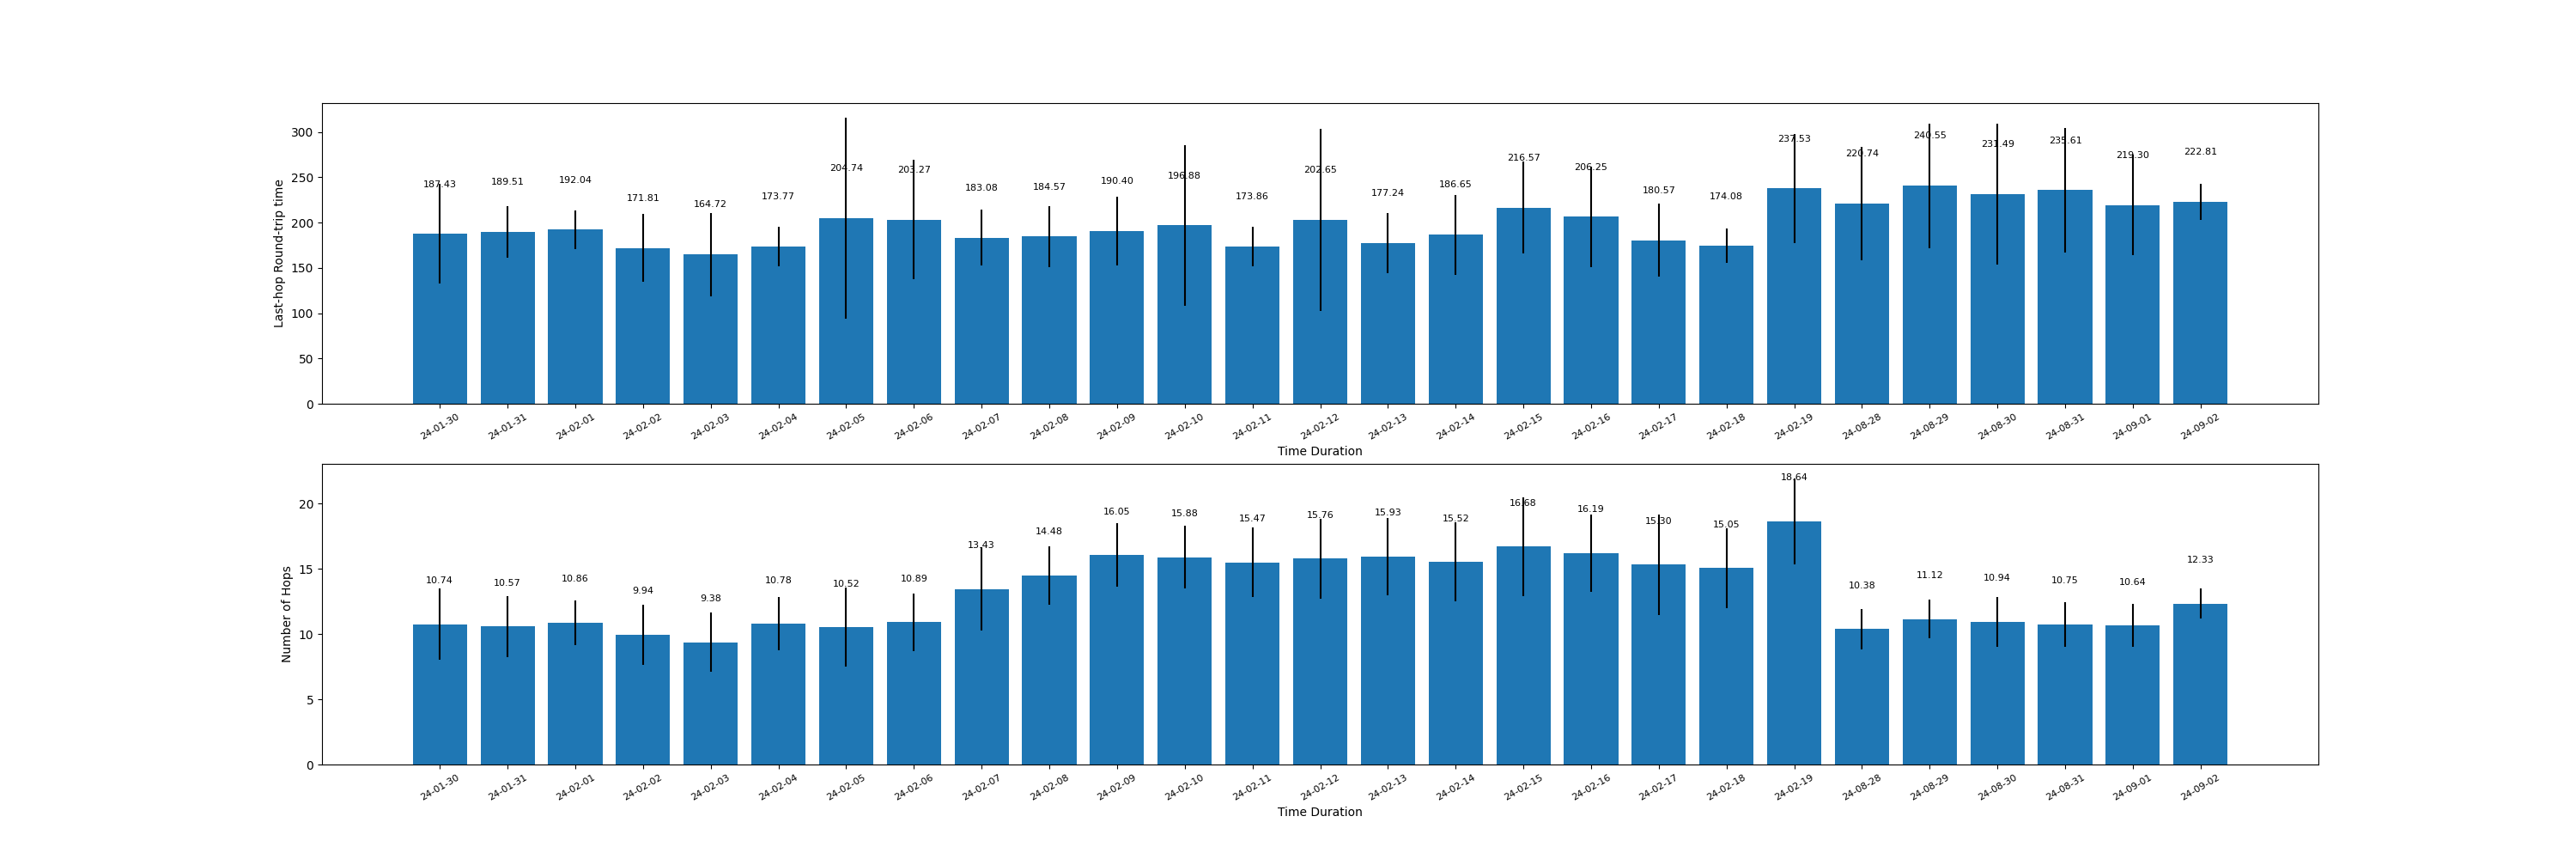 Last-hop Round-trip time
300
250
200
150
100
50
0
187.43 189.51 192.04 171.81 164.72 173.77 204.74 203.27 183.08 184.57 190.40 196.88 173.86 202.65 177.24 186.65 216.57 206.25 180.57 174.08 237.53 220.74 240.55 231.49 235.61 219.30 222.81
24-01-30 24-01-31 24-02-01 24-02-02 24-02-03 24-02-04 24-02-05 24-02-06 24-02-07 24-02-08 24-02-09 24-02-10 24-02-11 24-02-12 24-02-13 24-02-14 24-02-15 24-02-16 24-02-17 24-02-18 24-02-19 24-08-28 24-08-29 24-08-30 24-08-31 24-09-01 24-09-02
Time Duration
Number of Hops
20
15
10
5
0
10.74 10.57 10.86 9.94 9.38 10.78 10.52 10.89 13.43 14.48 16.05 15.88 15.47 15.76 15.93 15.52 16.68 16.19 15.30 15.05 18.64 10.38 11.12 10.94 10.75 10.64 12.33
24-01-30 24-01-31 24-02-01 24-02-02 24-02-03 24-02-04 24-02-05 24-02-06 24-02-07 24-02-08 24-02-09 24-02-10 24-02-11 24-02-12 24-02-13 24-02-14 24-02-15 24-02-16 24-02-17 24-02-18 24-02-19 24-08-28 24-08-29 24-08-30 24-08-31 24-09-01 24-09-02
Time Duration